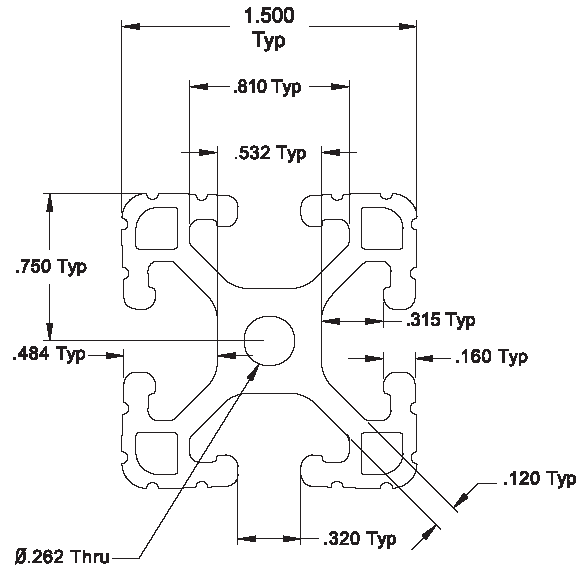 1.500
Typ
.810 Typ
.532 Typ
.750 Typ
.315 Typ
.484 Typ
.160 Typ
.120 Typ
.320 Typ
Ø.262 Thru